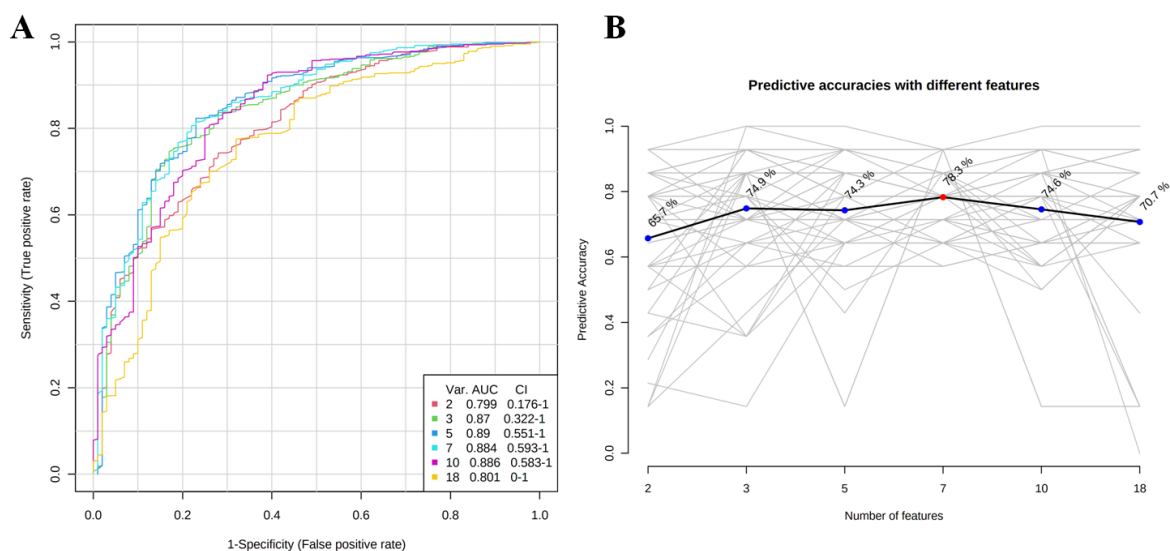 A
1.0
0.8
0.6
0.4
0.2
0.0
Sensitivity (True positive rate)
0.0 0.2 0.4 0.6 0.8 1.0
1-Specificity (False positive rate)
Var. AUC CI
2 0.799 0.176-1
3 0.87 0.322-1
5 0.89 0.551-1
7 0.884 0.593-1
10 0.886 0.583-1
18 0.801 0-1
B
Predictive accuracies with different features
1.0
0.8
0.6
0.4
0.2
0.0
Predictive Accuracy
65.7 %
74.9 %
74.3 %
78.3 %
74.6 %
70.7 %
2 3 5 7 10 18
Number of features